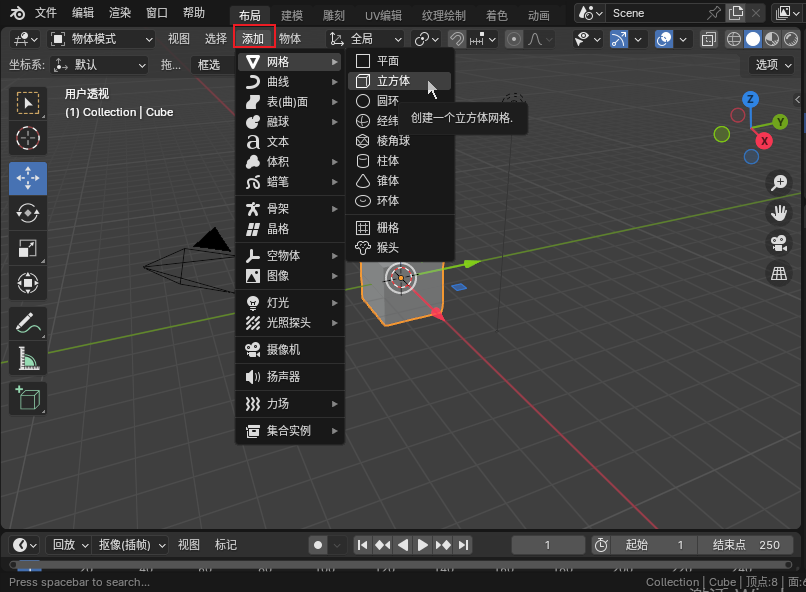 文件 编辑 渲染 窗口 帮助 布局 建模 雕刻 UV编辑 纹理绘制 着色 动画 Scene
物体模式 视图 选择 添加 物体 全局
坐标系: 默认 拖... 框选 选项
用户透视
(1) Collection | Cube
网格
曲线
表(曲)面
融球
文本
体积
蜡笔
骨架
晶格
空物体
图像
灯光
光照探头
摄像机
扬声器
力场
集合实例
平面
立方体
圆环
经纬
棱角球
柱体
锥体
环体
栅格
猴头
创建一个立方体网格.
Z
Y
X
回放 抠像(插帧) 视图 标记 1 起始 1 结束点 250
Press spacebar to search... Collection | Cube | 顶点:8 | 面:6